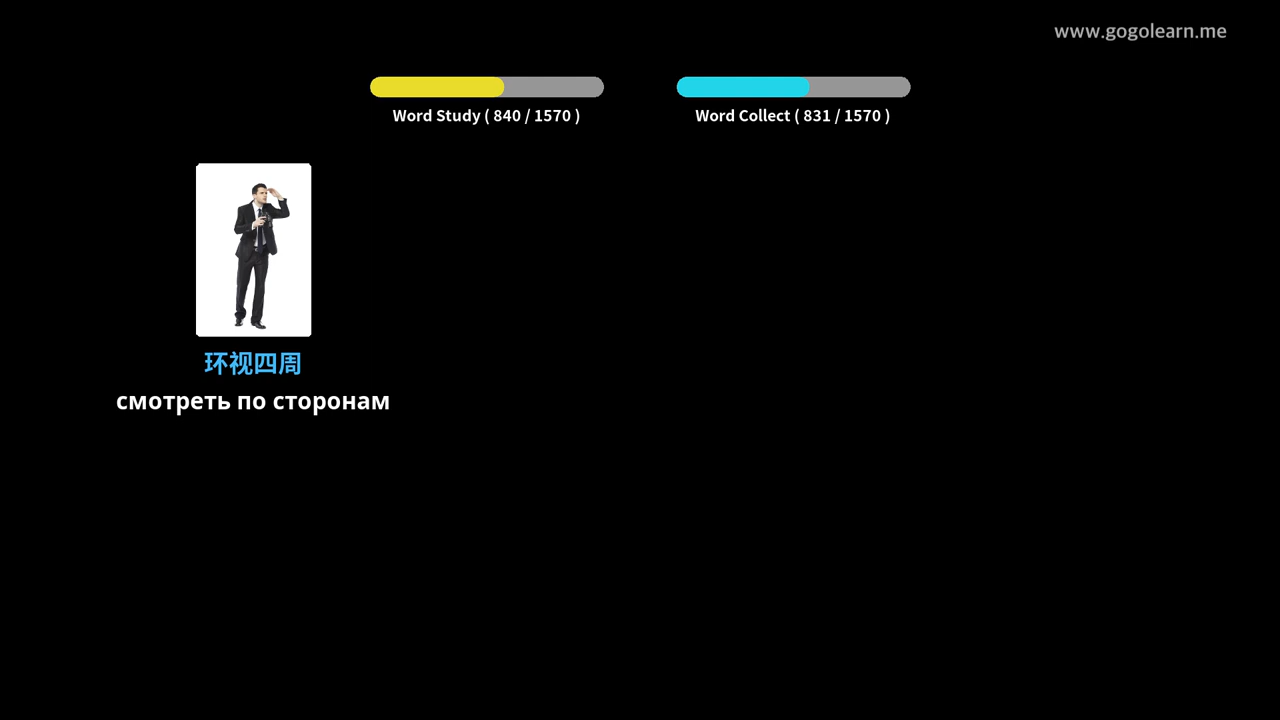 www.gogolearn.me
Word Study ( 840 / 1570 )
Word Collect ( 831 / 1570 )
环视四周
смотреть по сторонам